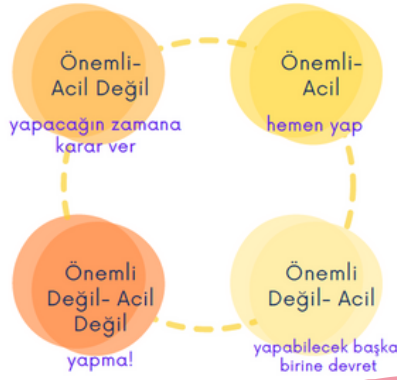 Önemli-
Acil Değil
yapacağın zamana
karar ver
Önemli-
Acil
hemen yap
Önemli
Değil- Acil
Değil
yapma!
Önemli
Değil- Acil
yapabilecek başka
birine devret